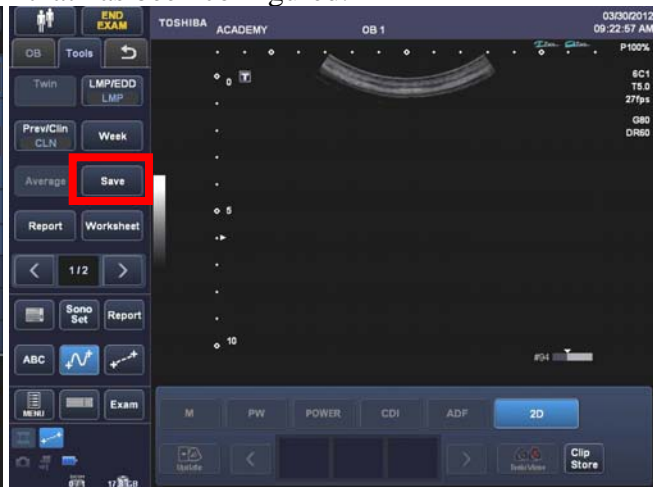 END EXAM
TOSHIBA ACADEMY OB 1
03/30/2012
09:22:57 AM
OB Tools
P100%
Twin
LMP/EDD
LMP
0 T
6C1
T5.0
27fps
G80
DR60
Prev/Clin
CLN
Week
Average Save
5
Report Worksheet
< 1/2 >
Sono Set
Report
10
ABC
#94
MENU
Exam
M PW POWER CDI ADF 2D
Update
< >
Clip Store